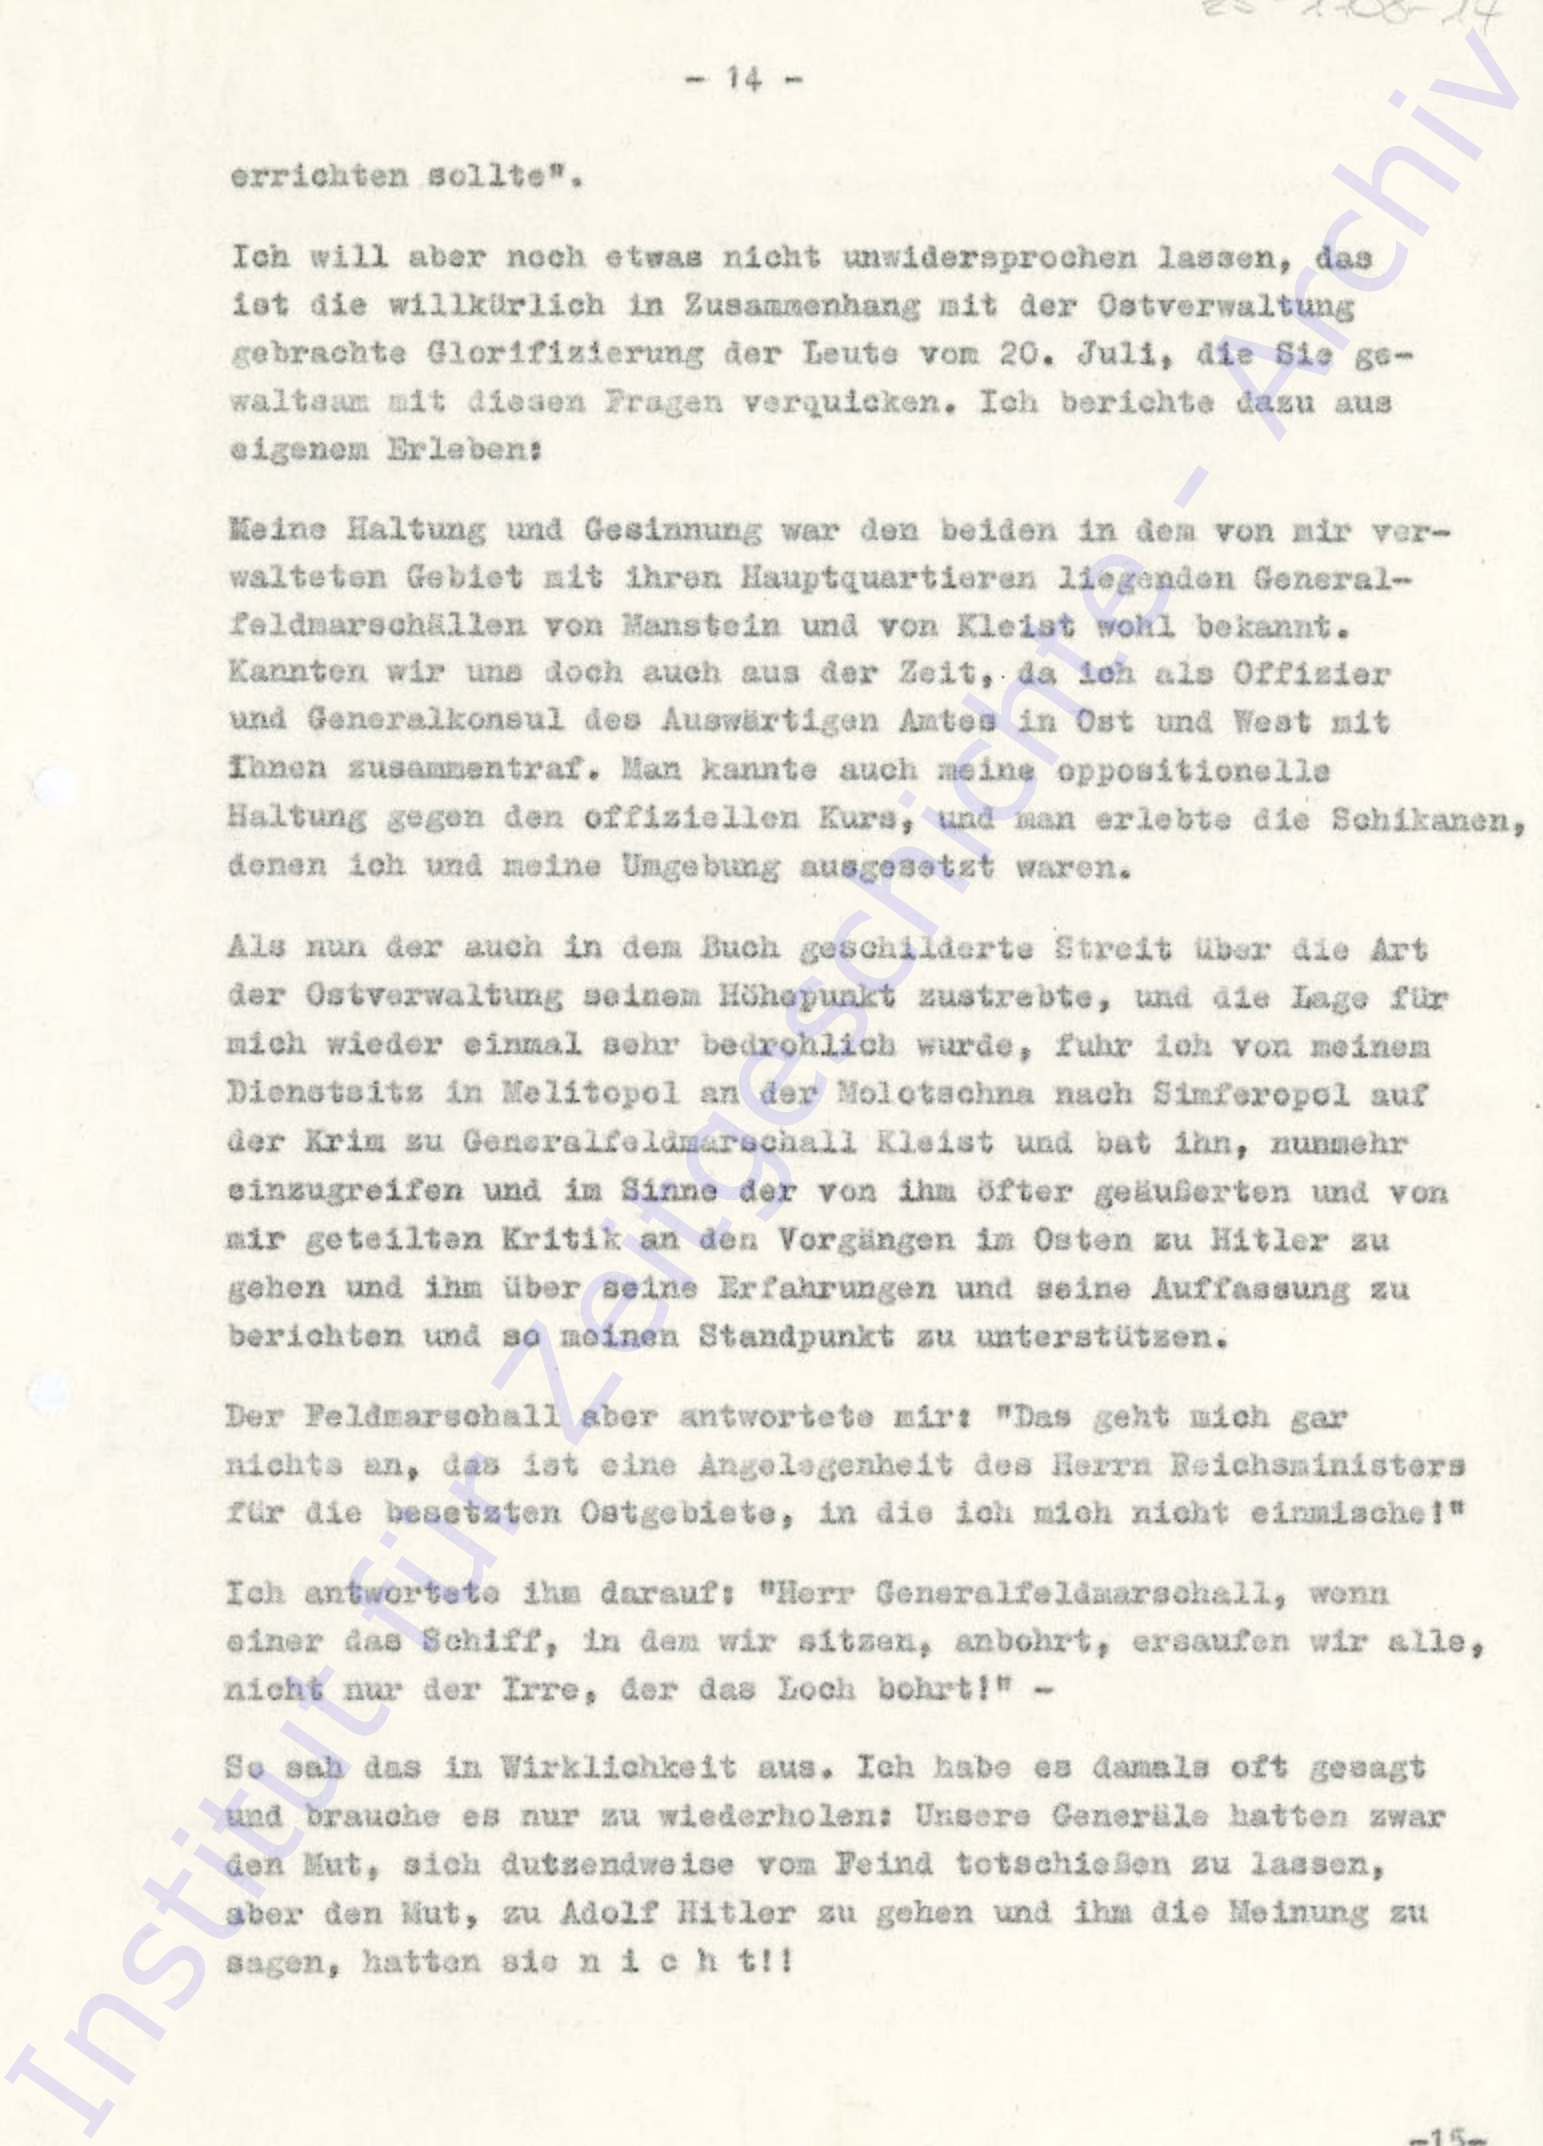 ZS-1708-14
- 14 -
errichten sollte".
Ich will aber noch etwas nicht unwidersprochen lassen, das
ist die willkürlich in Zusammenhang mit der Ostverwaltung
gebrachte Glorifizierung der Leute vom 20. Juli, die Sie ge-
waltsam mit diesen Fragen verquicken. Ich berichte dazu aus
eigenem Erleben:
Meine Haltung und Gesinnung war den beiden in dem von mir ver-
walteten Gebiet mit ihren Hauptquartieren liegenden General-
feldmarschällen von Manstein und von Kleist wohl bekannt.
Kannten wir uns doch auch aus der Zeit, da ich als Offizier
und Generalkonsul des Auswärtigen Amtes in Ost und West mit
Ihnen zusammentraf. Man kannte auch meine oppositionelle
Haltung gegen den offiziellen Kurs, und man erlebte die Schikanen,
denen ich und meine Umgebung ausgesetzt waren.
Als nun der auch in dem Buch geschilderte Streit über die Art
der Ostverwaltung seinem Höhepunkt zustrebte, und die Lage für
mich wieder einmal sehr bedrohlich wurde, fuhr ich von meinem
Dienstsitz in Melitopol an der Molotschna nach Simferopol auf
der Krim zu Generalfeldmarschall Kleist und bat ihn, nunmehr
einzugreifen und im Sinne der von ihm öfter geäußerten und von
mir geteilten Kritik an den Vorgängen im Osten zu Hitler zu
gehen und ihm über seine Erfahrungen und seine Auffassung zu
berichten und so meinen Standpunkt zu unterstützen.
Der Feldmarschall aber antwortete mir: "Das geht mich gar
nichts an, das ist eine Angelegenheit des Herrn Reichsministers
für die besetzten Ostgebiete, in die ich mich nicht einmische!"
Ich antwortete ihm darauf: "Herr Generalfeldmarschall, wenn
einer das Schiff, in dem wir sitzen, anbohrt, ersaufen wir alle,
nicht nur der Irre, der das Loch bohrt!" -
So sah das in Wirklichkeit aus. Ich habe es damals oft gesagt
und brauche es nur zu wiederholen: Unsere Generäle hatten zwar
den Mut, sich dutzendweise vom Feind totschießen zu lassen,
aber den Mut, zu Adolf Hitler zu gehen und ihm die Meinung zu
sagen, hatten sie n i c h t!!
-15-
Institut für Zeitgeschichte - Archiv